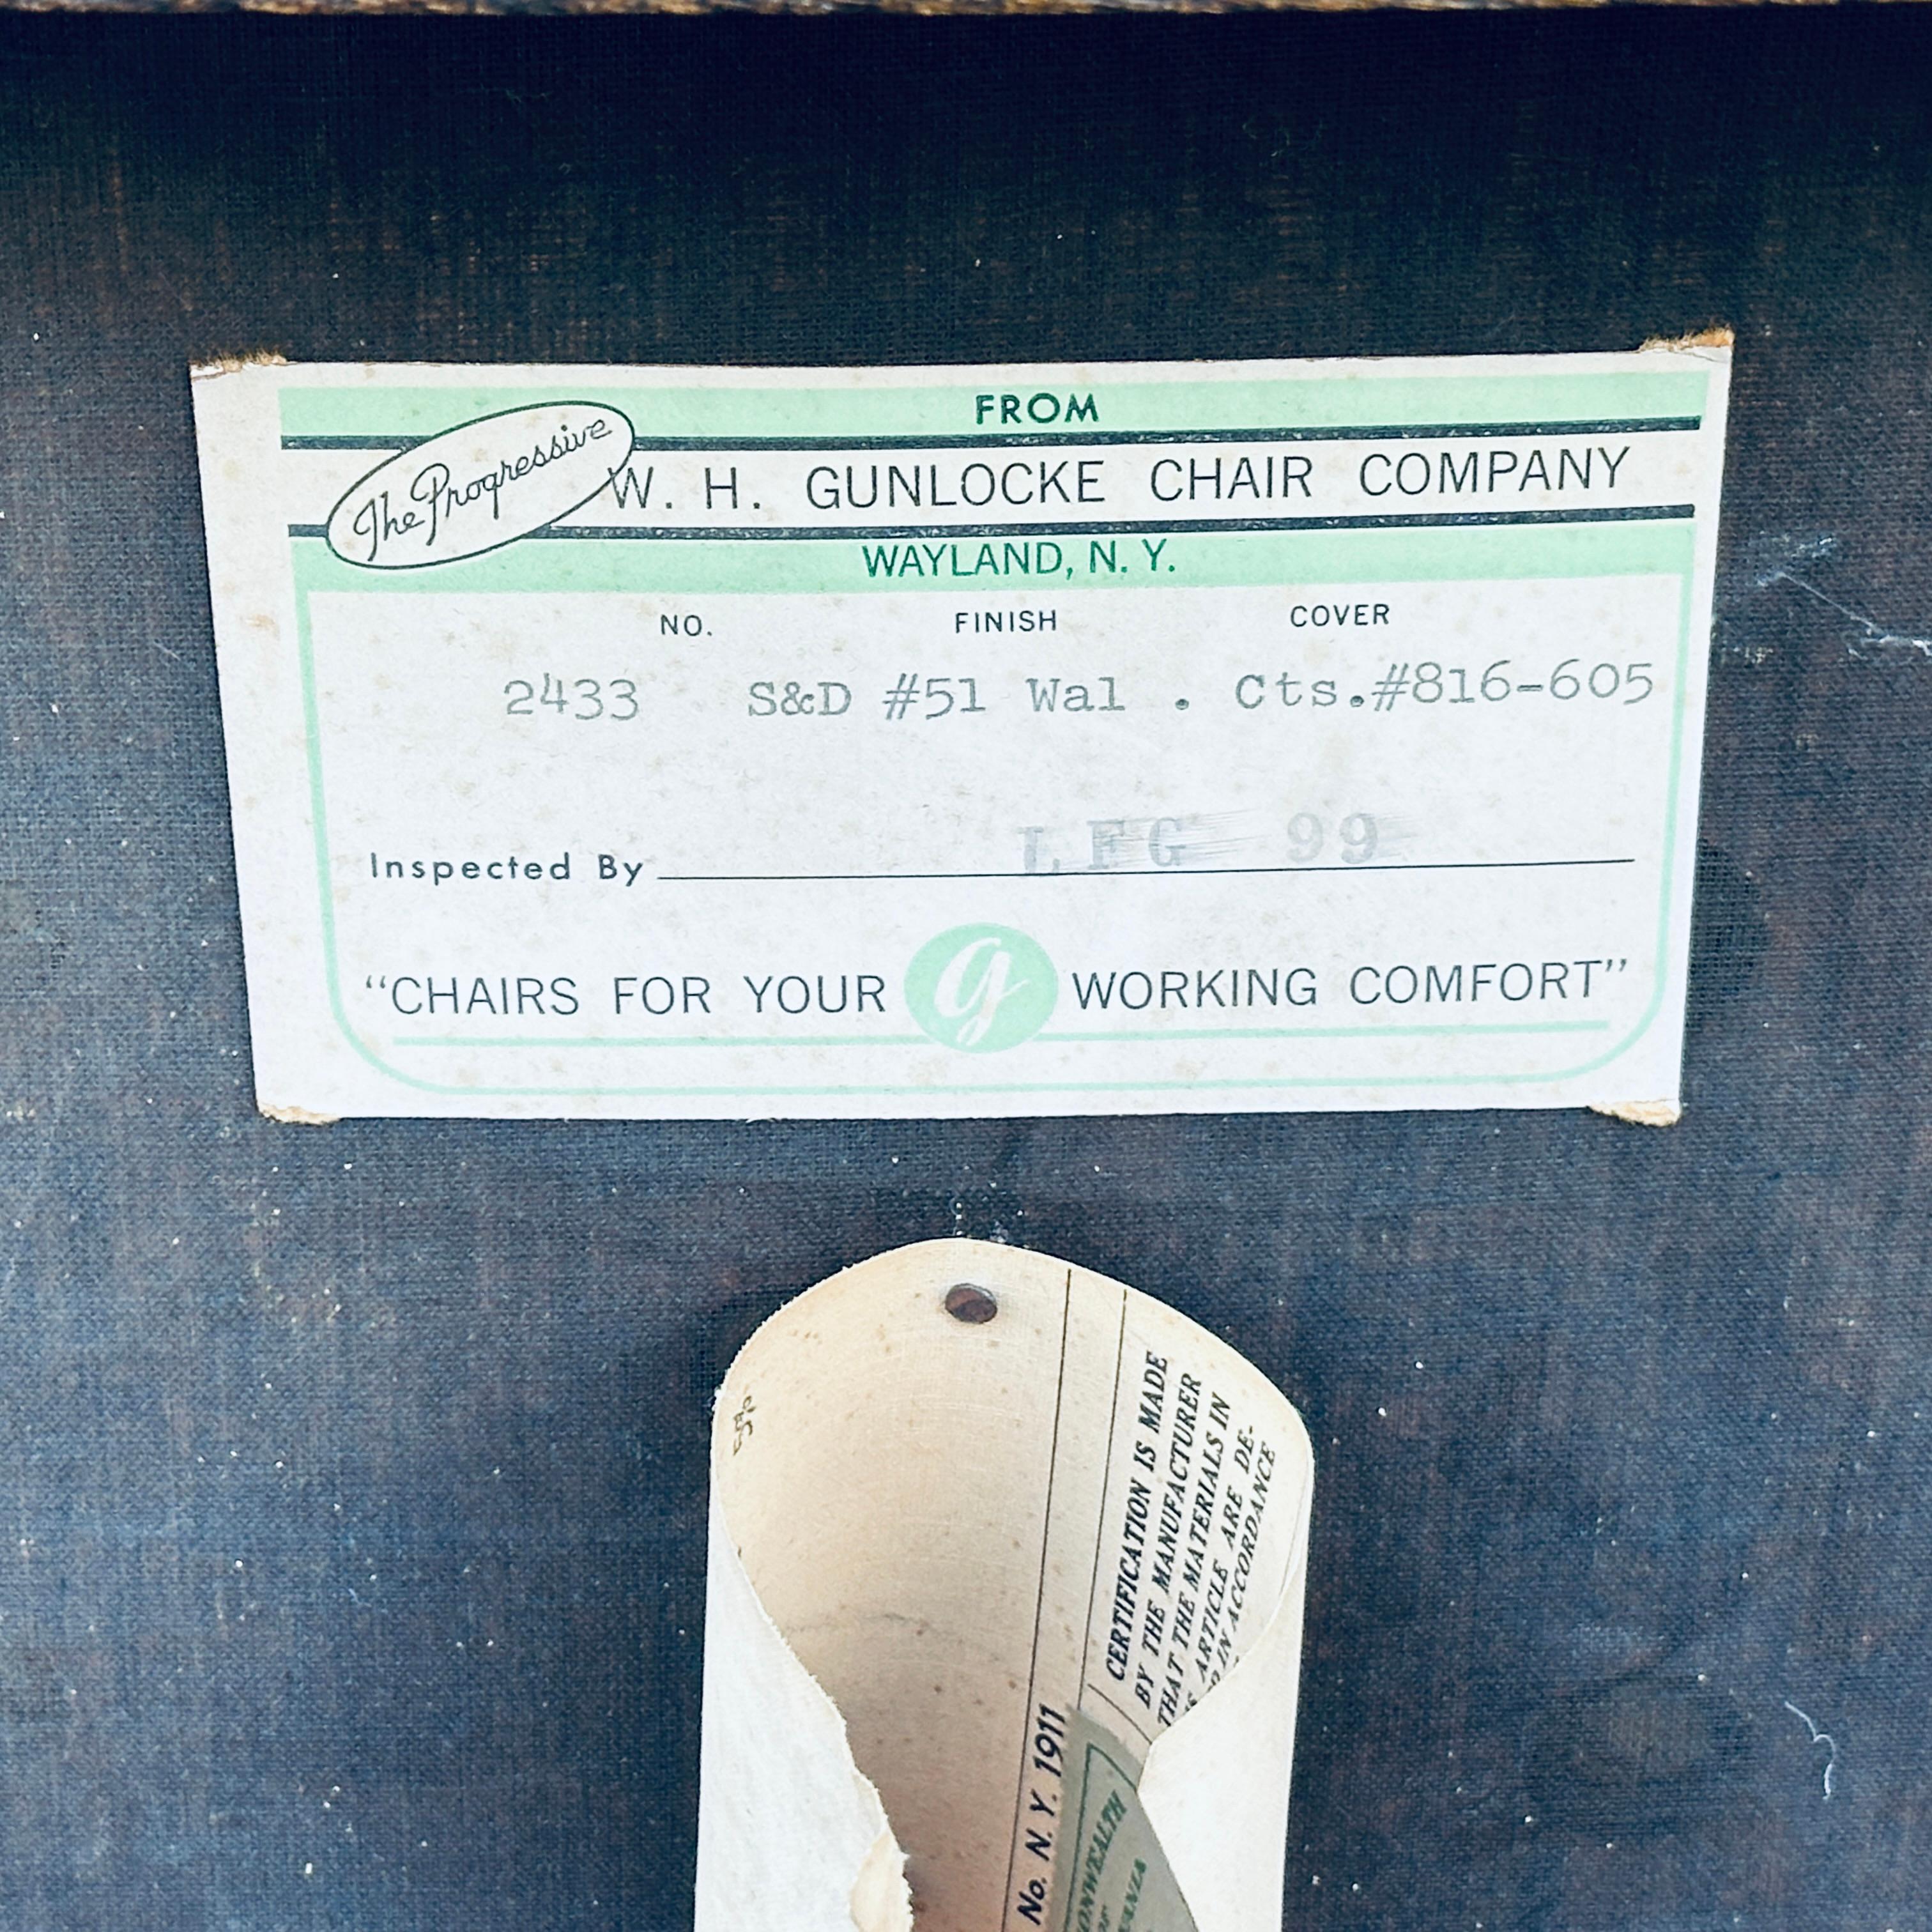 FROM
The Progressive
W. H. GUNLOCKE CHAIR COMPANY
WAYLAND, N. Y.
NO. FINISH COVER
2433 S&D #51 Wal . Cts.#816-605
Inspected By LFG 99
"CHAIRS FOR YOUR g WORKING COMFORT"
CERTIFICATION IS MADE
BY THE MANUFACTURER
THAT THE MATERIALS IN
ARTICLE ARE DE-
IN ACCORDANCE
No. N. Y. 1911